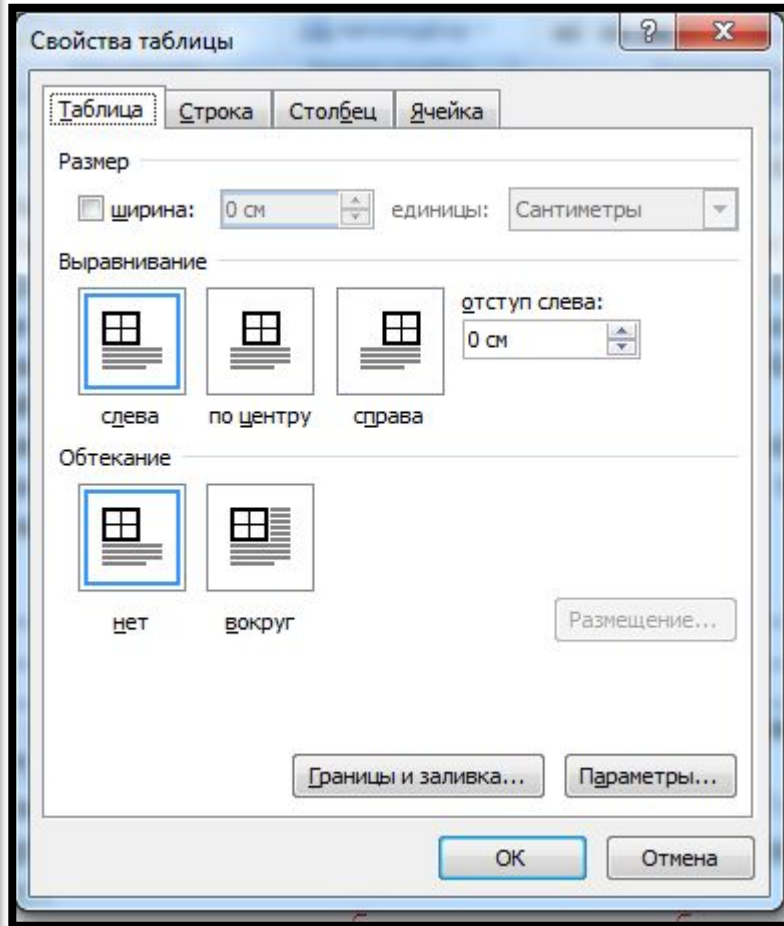 Свойства таблицы
? X
Таблица Строка Столбец Ячейка
Размер
ширина: 0 см единицы: Сантиметры
Выравнивание
отступ слева:
0 см
слева по центру справа
Обтекание
нет вокруг
Размещение...
Границы и заливка... Параметры...
ОК Отмена